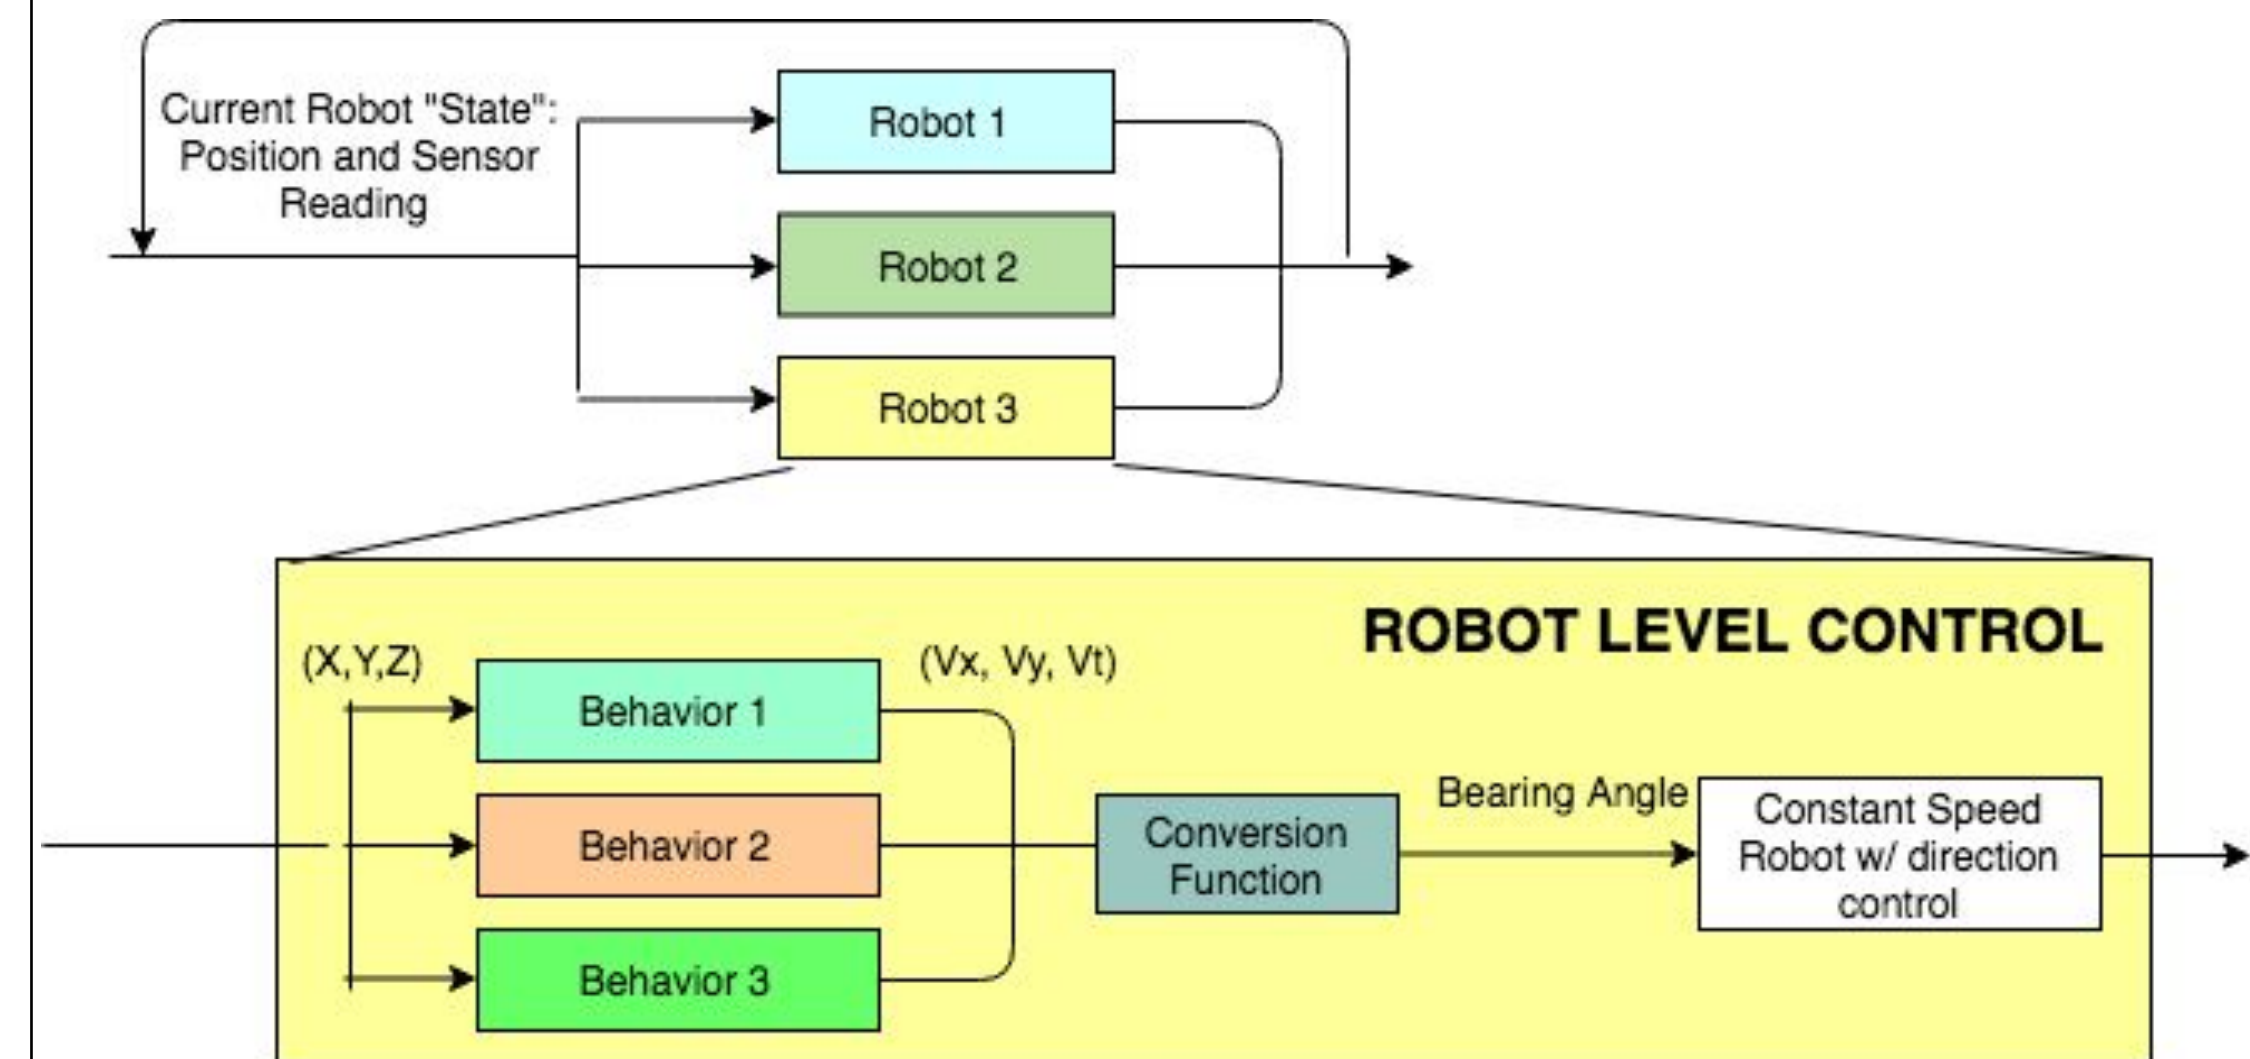 Current Robot "State":
Position and Sensor
Reading
Robot 1
Robot 2
Robot 3
ROBOT LEVEL CONTROL
(X,Y,Z)
(Vx, Vy, Vt)
Behavior 1
Behavior 2
Behavior 3
Conversion
Function
Bearing Angle
Constant Speed
Robot w/ direction
control